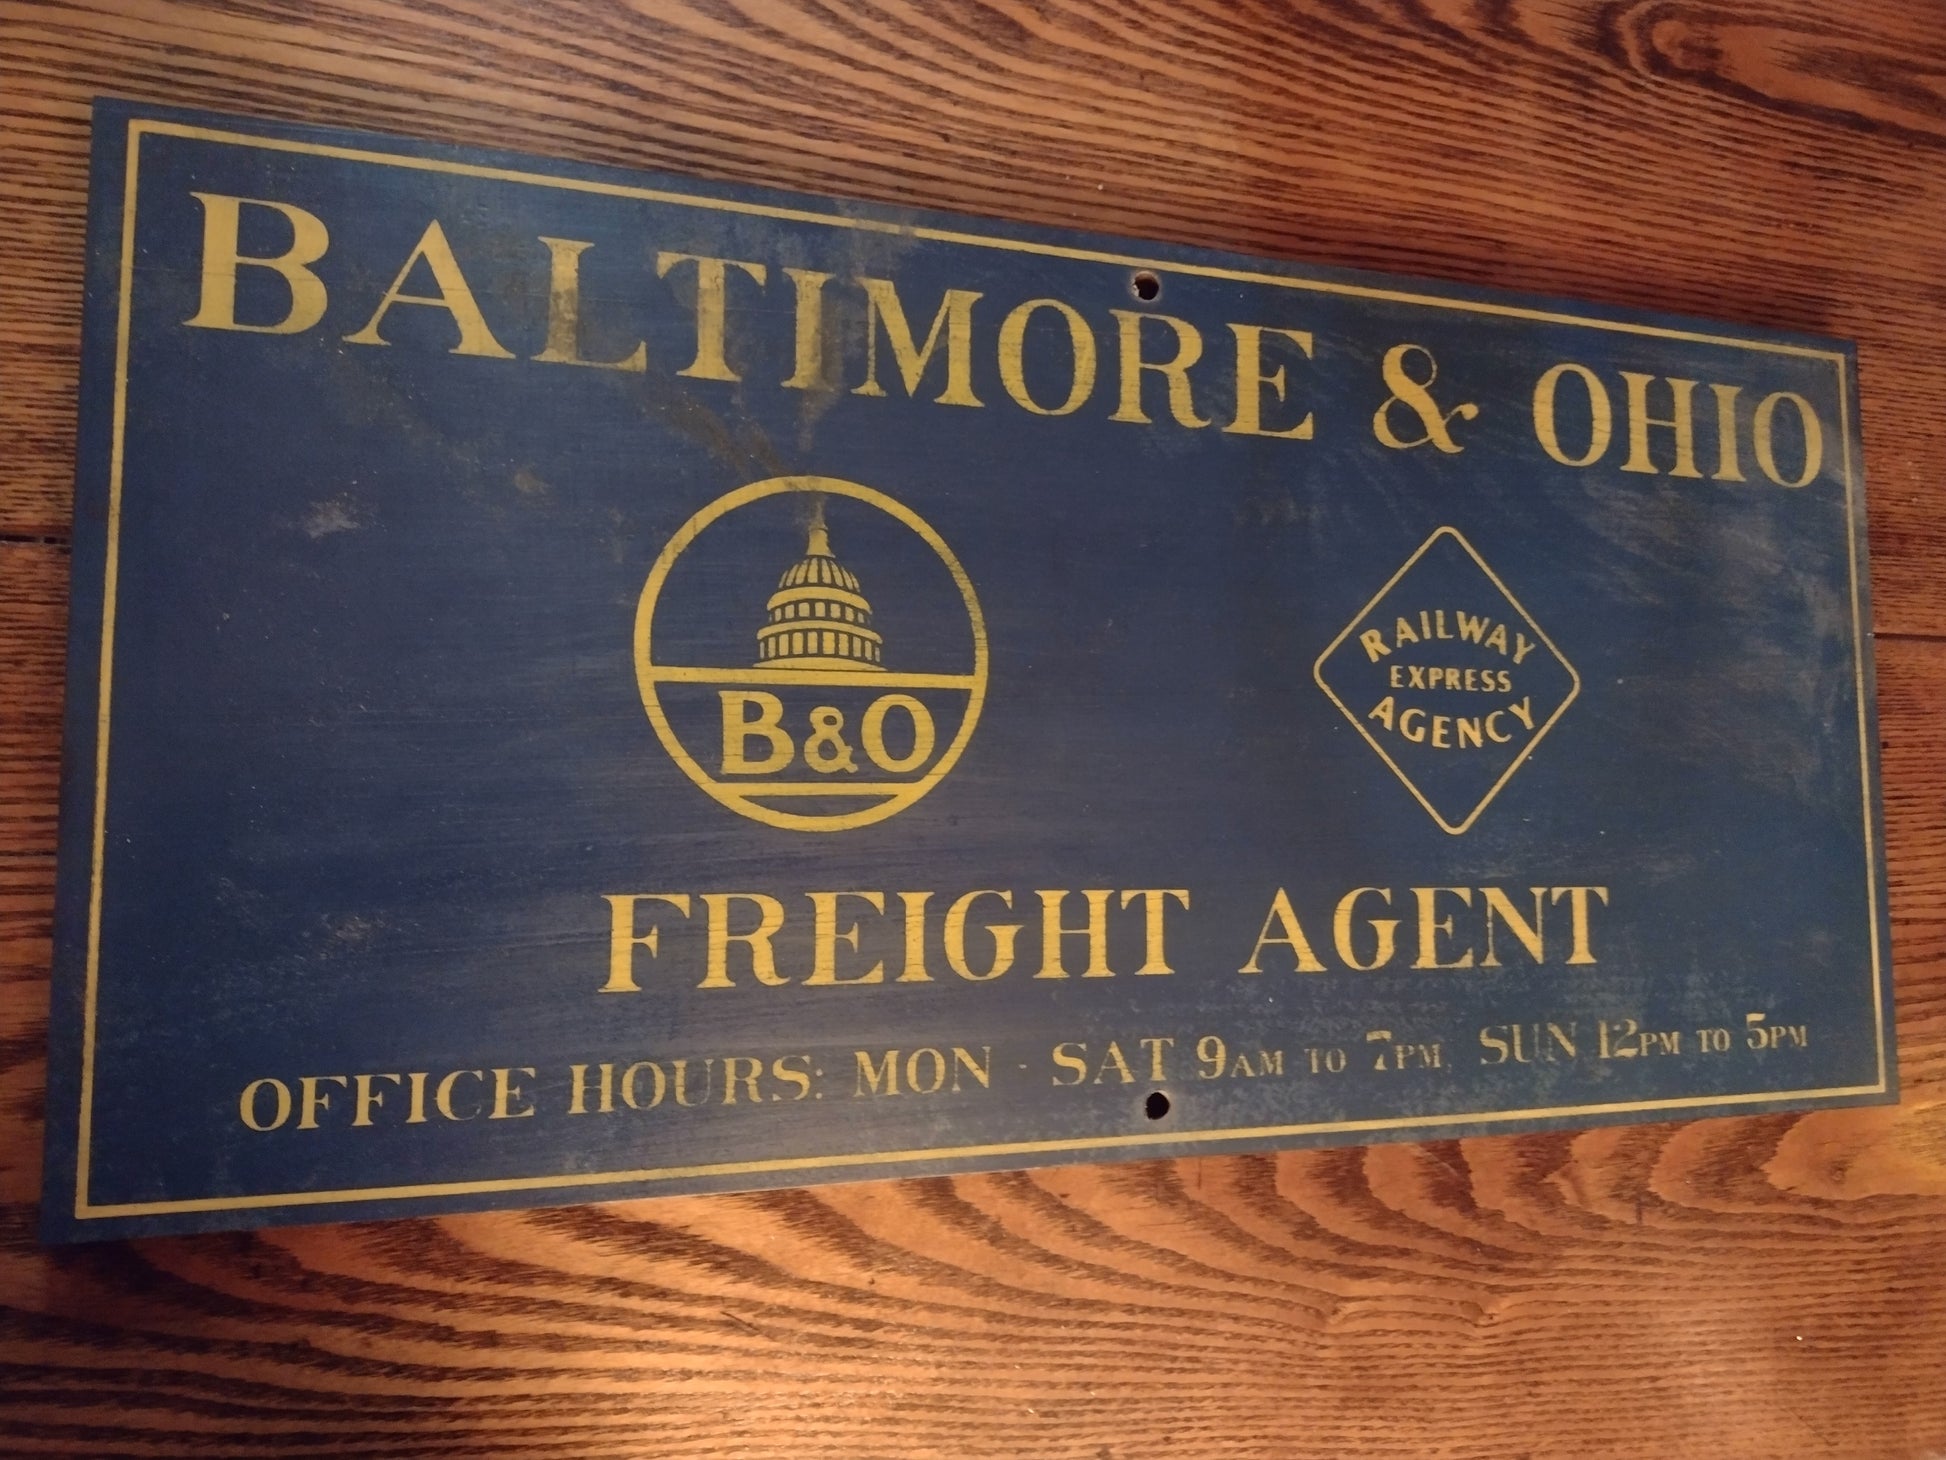 BALTIMORE & OHIO
B&O
RAILWAY
EXPRESS
AGENCY
FREIGHT AGENT
OFFICE HOURS: MON - SAT 9AM TO 7PM, SUN 12PM TO 5PM